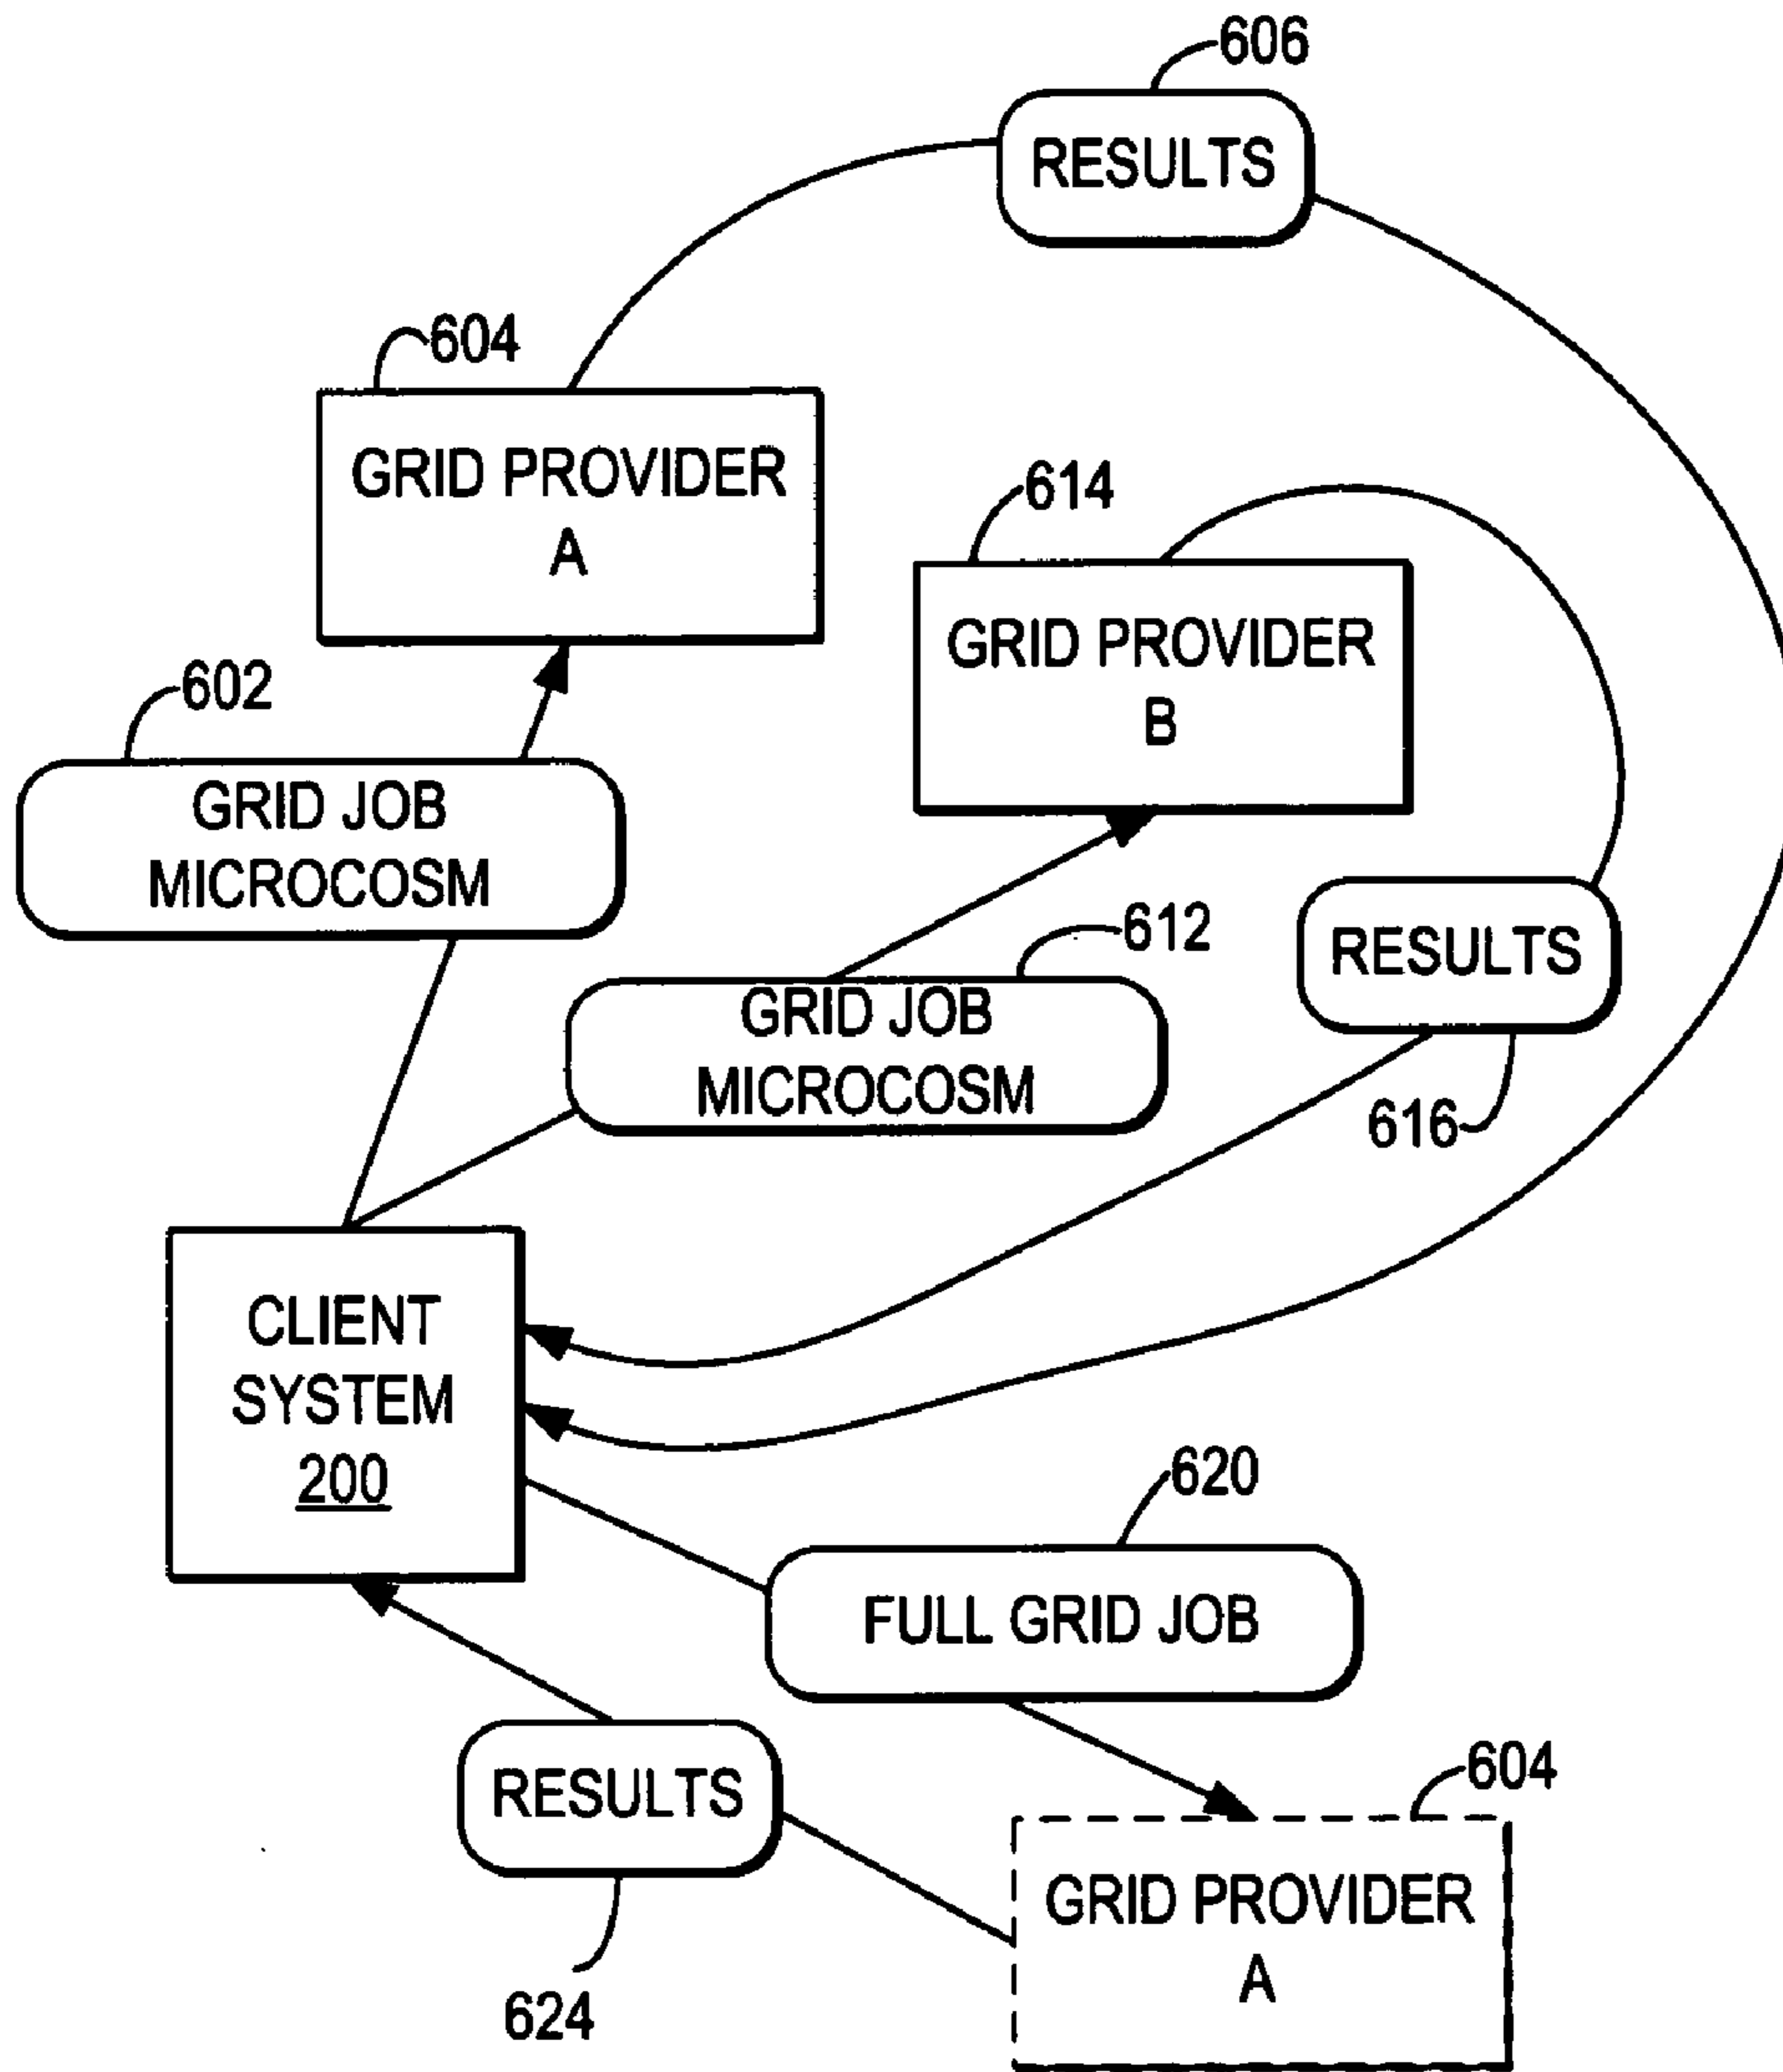 606
RESULTS
604
GRID PROVIDER
A
614
GRID PROVIDER
B
602
GRID JOB
MICROCOSM
612
GRID JOB
MICROCOSM
RESULTS
616
CLIENT
SYSTEM
200
620
FULL GRID JOB
RESULTS
624
604
GRID PROVIDER
A